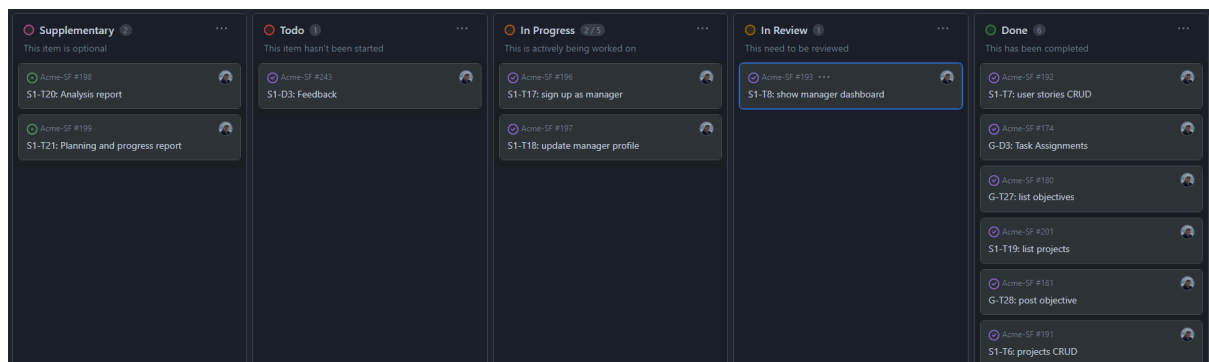 Supplementary 2 ...
This item is optional
Acme-SF #198
S1-T20: Analysis report
Acme-SF #199
S1-T21: Planning and progress report
Todo 1 ...
This item hasn't been started
Acme-SF #243
S1-D3: Feedback
In Progress 2 / 5 ...
This is actively being worked on
Acme-SF #196
S1-T17: sign up as manager
Acme-SF #197
S1-T18: update manager profile
In Review 1 ...
This need to be reviewed
Acme-SF #193 ...
S1-T8: show manager dashboard
Done 6 ...
This has been completed
Acme-SF #192
S1-T7: user stories CRUD
Acme-SF #174
G-D3: Task Assignments
Acme-SF #180
G-T27: list objectives
Acme-SF #201
S1-T19: list projects
Acme-SF #181
G-T28: post objective
Acme-SF #191
S1-T6: projects CRUD